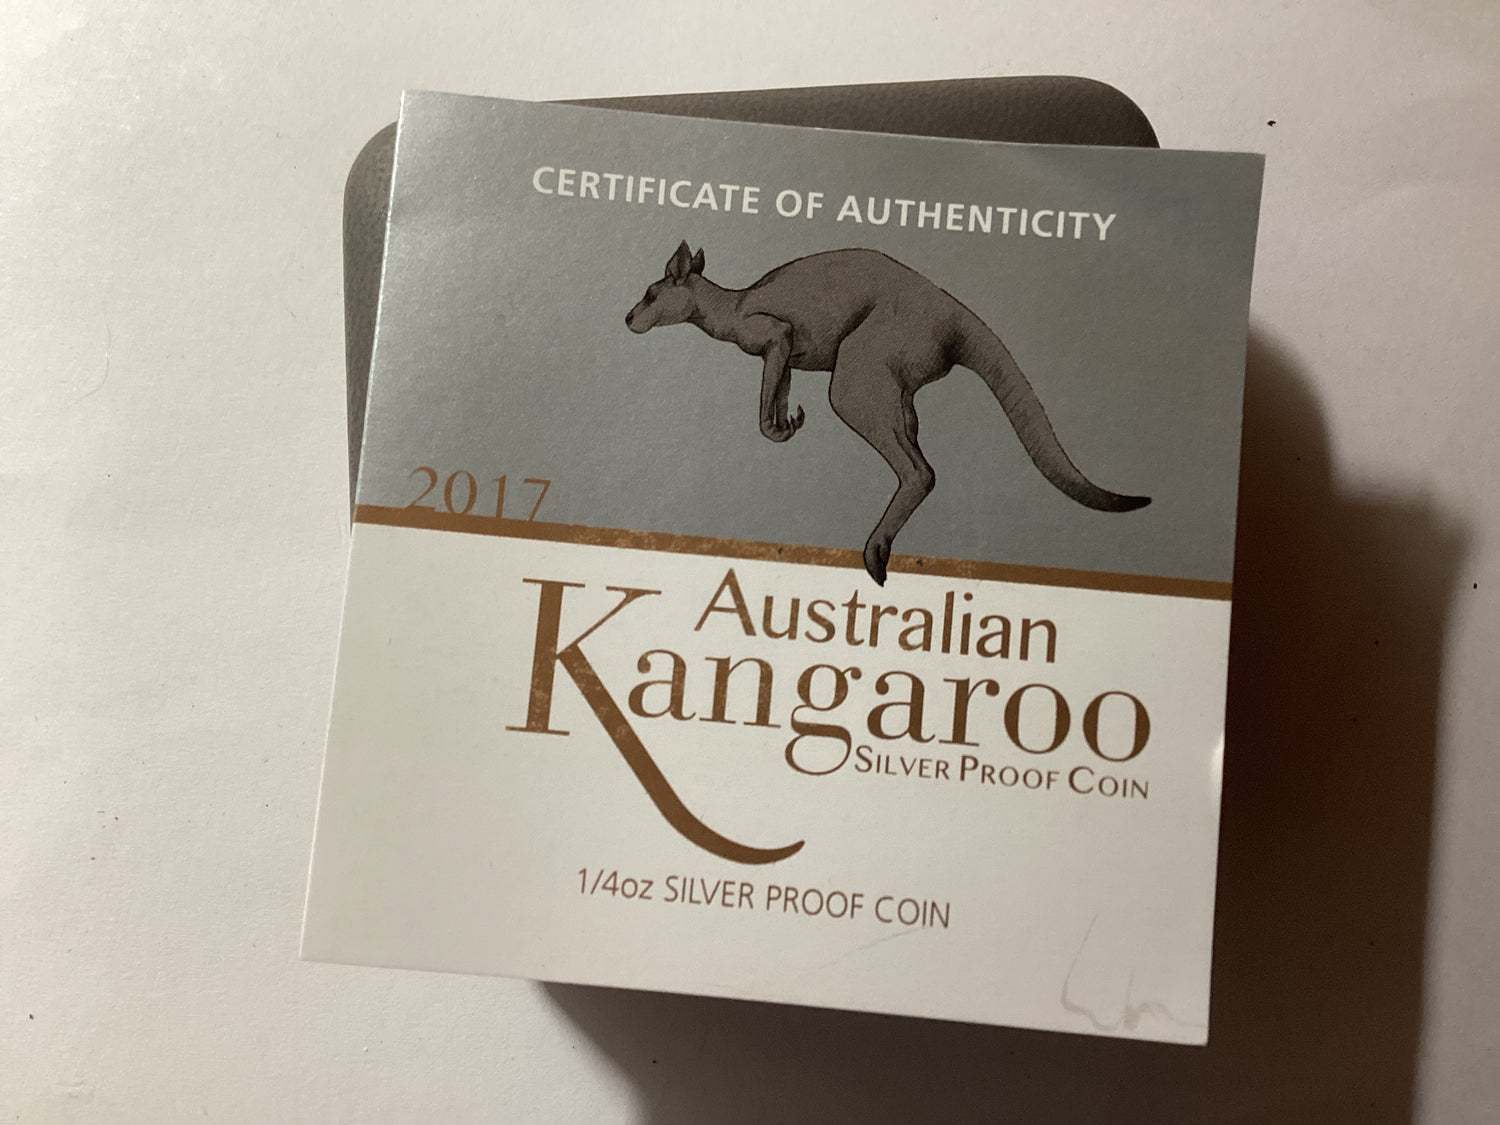 CERTIFICATE OF AUTHENTICITY
2017
Australian
Kangaroo
SILVER PROOF COIN
1/4oz SILVER PROOF COIN